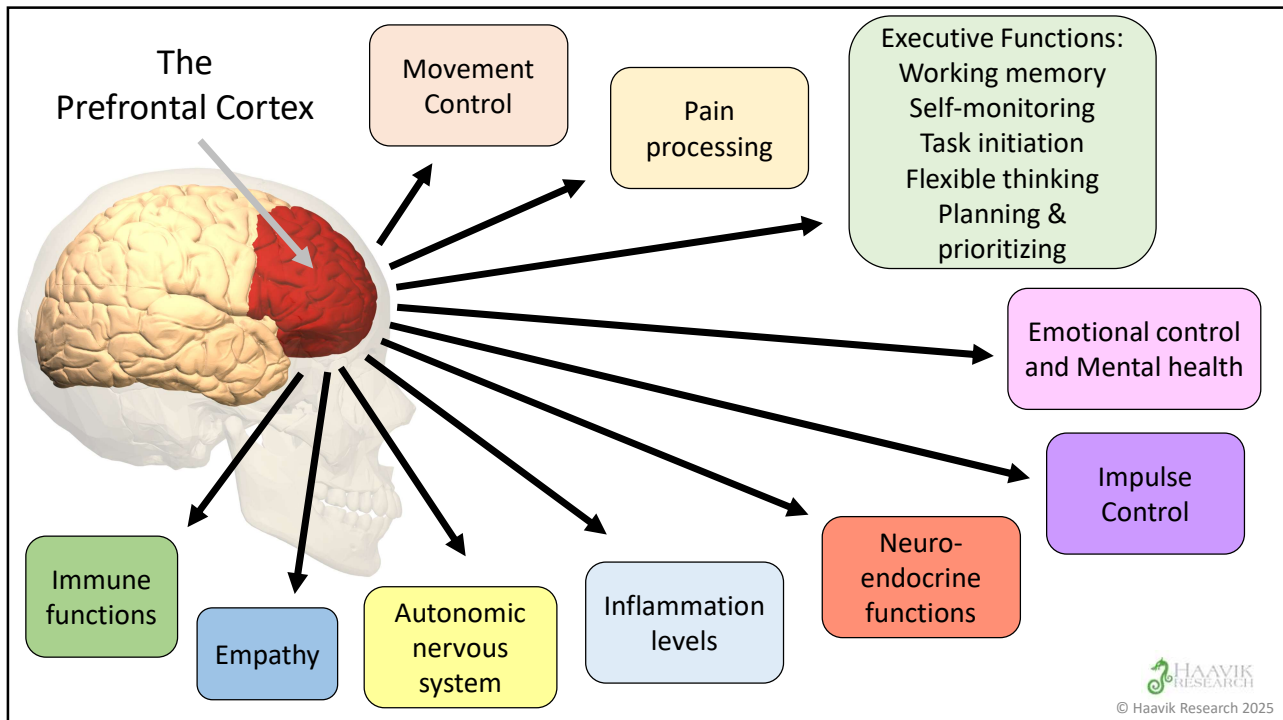 The
Prefrontal Cortex
Movement
Control
Pain
processing
Executive Functions:
Working memory
Self-monitoring
Task initiation
Flexible thinking
Planning &
prioritizing
Emotional control
and Mental health
Impulse
Control
Neuro-
endocrine
functions
Inflammation
levels
Autonomic
nervous
system
Empathy
Immune
functions
HAAVIK
RESEARCH
© Haavik Research 2025